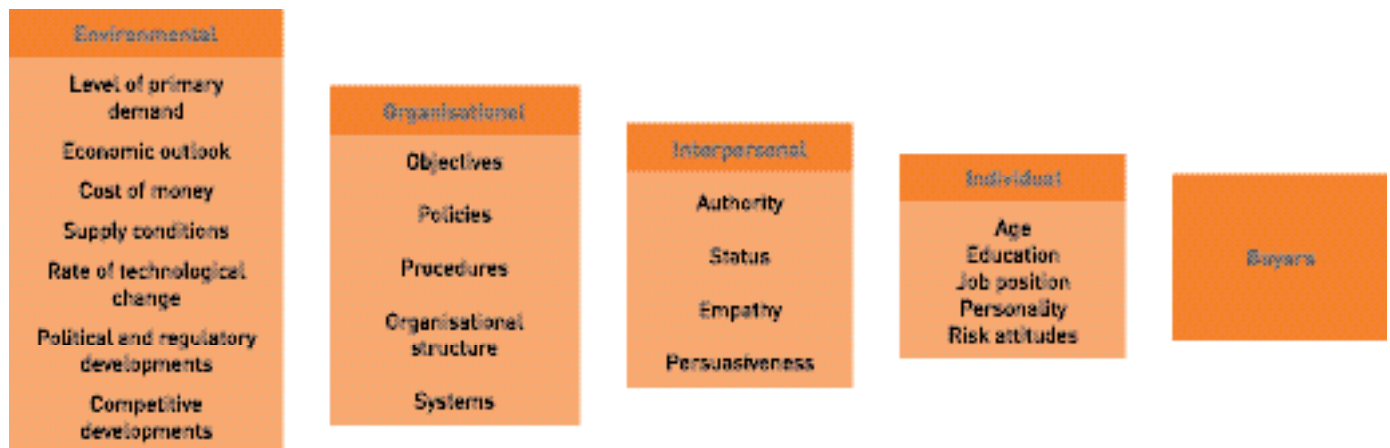 Environmental
Level of primary
demand
Economic outlook
Cost of money
Supply conditions
Rate of technological
change
Political and regulatory
developments
Competitive
developments
Organisational
Objectives
Policies
Procedures
Organisational
structure
Systems
Interpersonal
Authority
Status
Empathy
Persuasiveness
Individual
Age
Education
Job position
Personality
Risk attitudes
Buyers